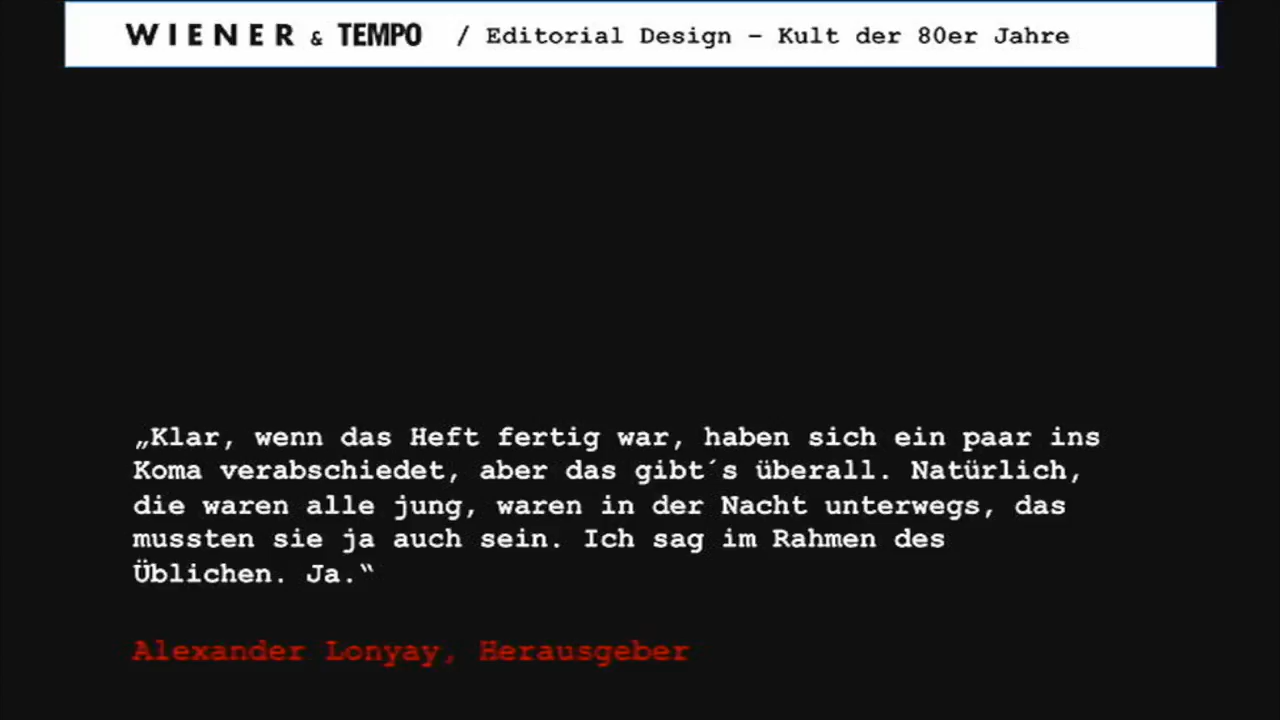 WIENER & TEMPO / Editorial Design – Kult der 80er Jahre
„Klar, wenn das Heft fertig war, haben sich ein paar ins
Koma verabschiedet, aber das gibt´s überall. Natürlich,
die waren alle jung, waren in der Nacht unterwegs, das
mussten sie ja auch sein. Ich sag im Rahmen des
Üblichen. Ja.‟
Alexander Lonyay, Herausgeber